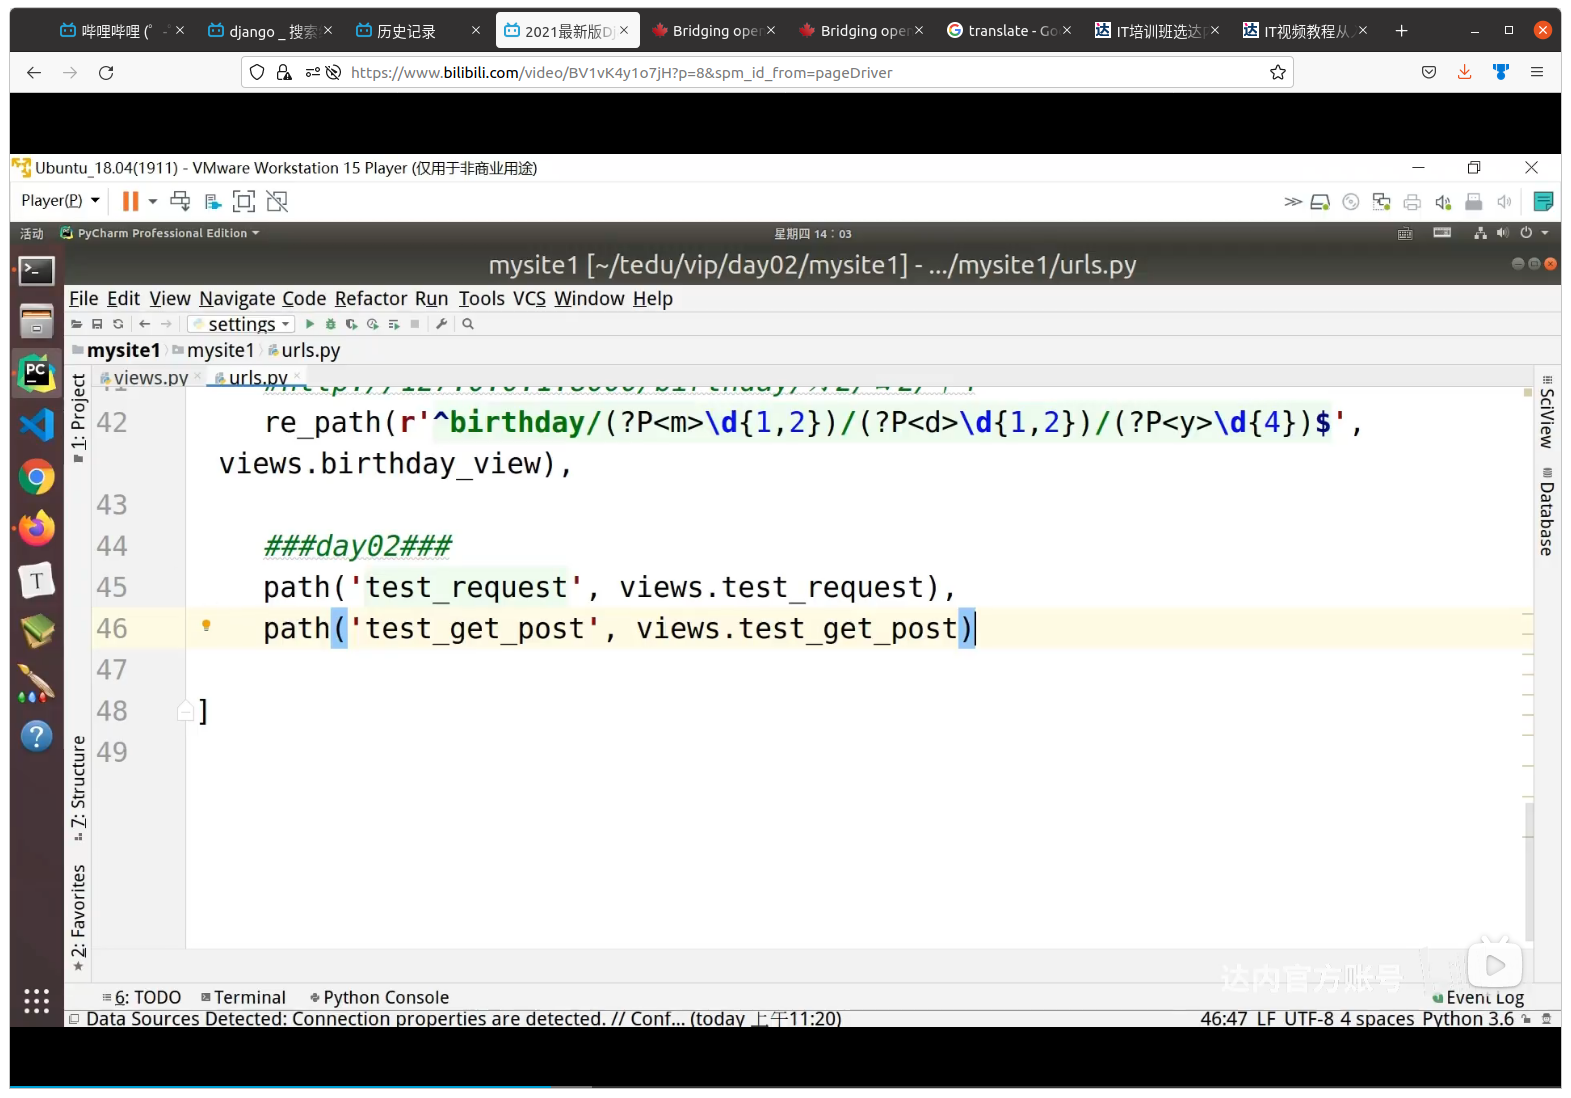 哔哩哔哩 (゜-
django _ 搜索
历史记录
2021最新版Dj
Bridging oper
Bridging oper
translate - Go
IT培训班选达
IT视频教程从
https://www.bilibili.com/video/BV1vK4y1o7jH?p=8&spm_id_from=pageDriver
Ubuntu_18.04(1911) - VMware Workstation 15 Player (仅用于非商业用途)
Player(P)
活动 PyCharm Professional Edition
星期四 14:03
mysite1 [~/tedu/vip/day02/mysite1] - .../mysite1/urls.py
File Edit View Navigate Code Refactor Run Tools VCS Window Help
settings
mysite1 mysite1 urls.py
views.py urls.py
1: Project
42 re_path(r'^birthday/(?P<m>\d{1,2})/(?P<d>\d{1,2})/(?P<y>\d{4})$',
views.birthday_view),
43
44 ###day02###
45 path('test_request', views.test_request),
46 path('test_get_post', views.test_get_post)
47
48 ]
49
SciView
Database
7: Structure
2: Favorites
达内官方账号
6: TODO Terminal Python Console
Event Log
Data Sources Detected: Connection properties are detected. // Conf... (today 上午11:20)
46:47 LF UTF-8 4 spaces Python 3.6